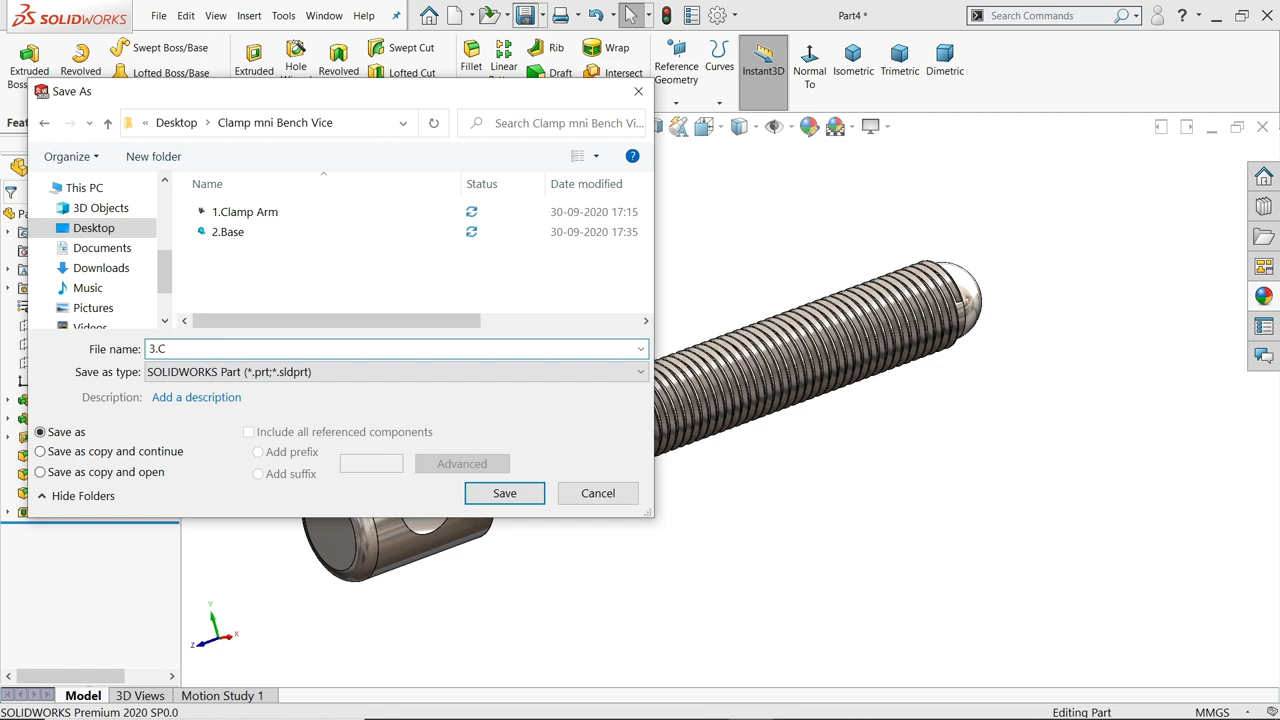 SOLIDWORKS
File Edit View Insert Tools Window Help
Part4 *
Search Commands
Extruded
Revolved
Swept Boss/Base
Lofted Boss/Base
Extruded
Hole
Revolved
Swept Cut
Lofted Cut
Fillet
Linear
Rib
Draft
Wrap
Intersect
Reference Geometry
Curves
Instant3D
Normal To
Isometric
Trimetric
Dimetric
Save As
« Desktop > Clamp mni Bench Vice
Search Clamp mni Bench Vi...
Organize
New folder
This PC
3D Objects
Desktop
Documents
Downloads
Music
Pictures
Videos
Name Status Date modified
1.Clamp Arm 30-09-2020 17:15
2.Base 30-09-2020 17:35
File name: 3.C
Save as type: SOLIDWORKS Part (*.prt;*.sldprt)
Description: Add a description
Save as
Save as copy and continue
Save as copy and open
Include all referenced components
Add prefix
Add suffix
Advanced
Hide Folders
Save
Cancel
Y
X
Z
Model
3D Views
Motion Study 1
SOLIDWORKS Premium 2020 SP0.0
Editing Part
MMGS